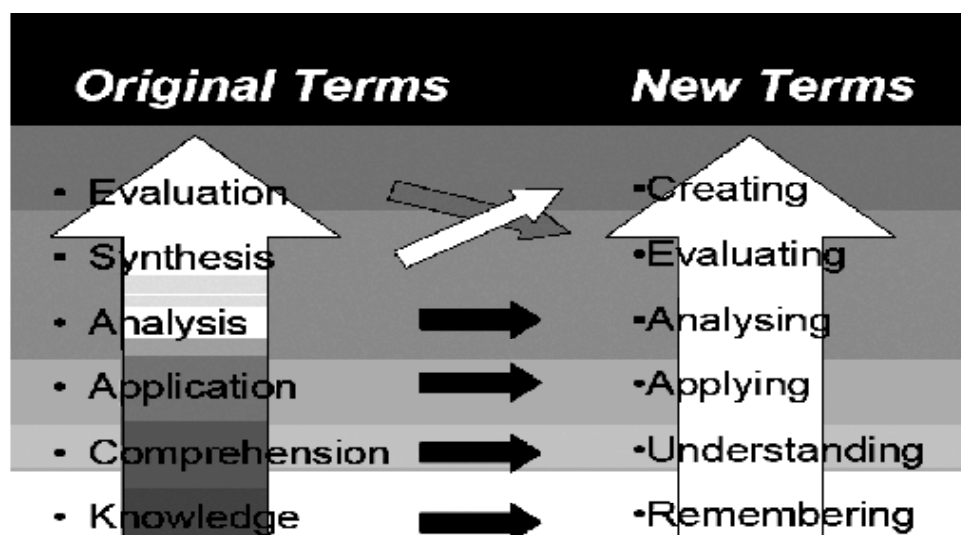 Original Terms New Terms
• Evaluation •Creating
• Synthesis •Evaluating
• Analysis •Analysing
• Application •Applying
• Comprehension •Understanding
• Knowledge •Remembering